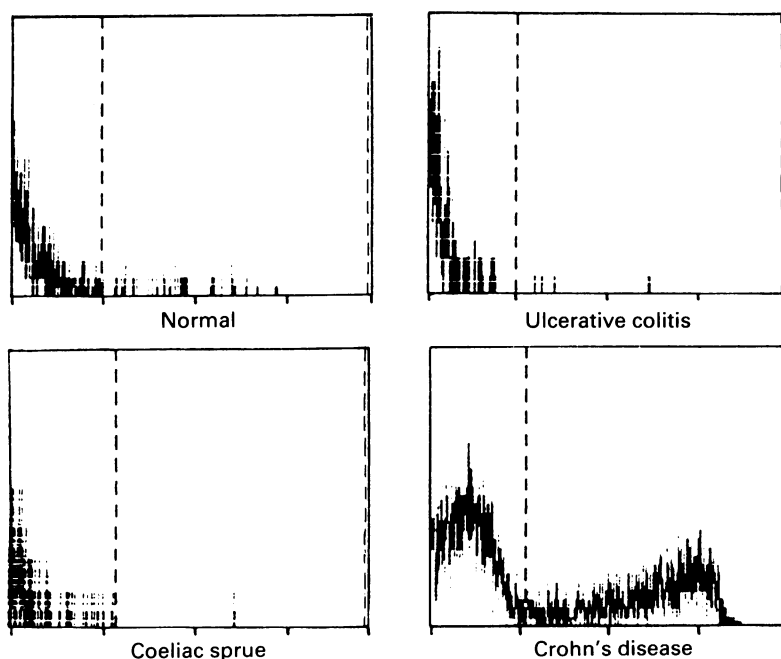 Normal
Ulcerative colitis
Coeliac sprue
Crohn's disease